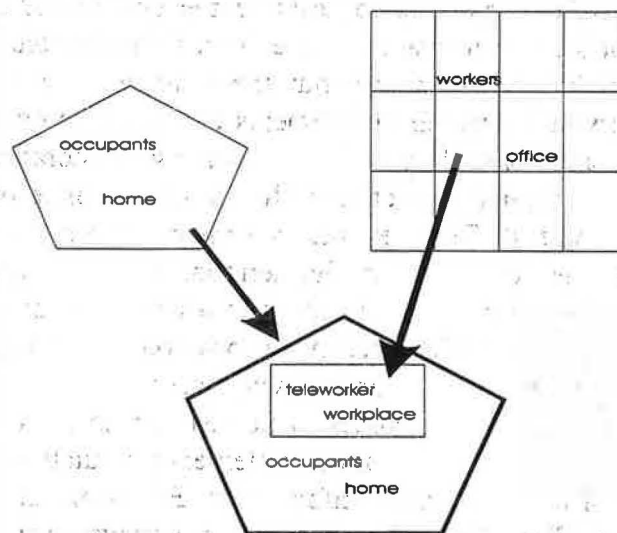 workers
occupants
office
home
teleworker
workplace
occupants
home